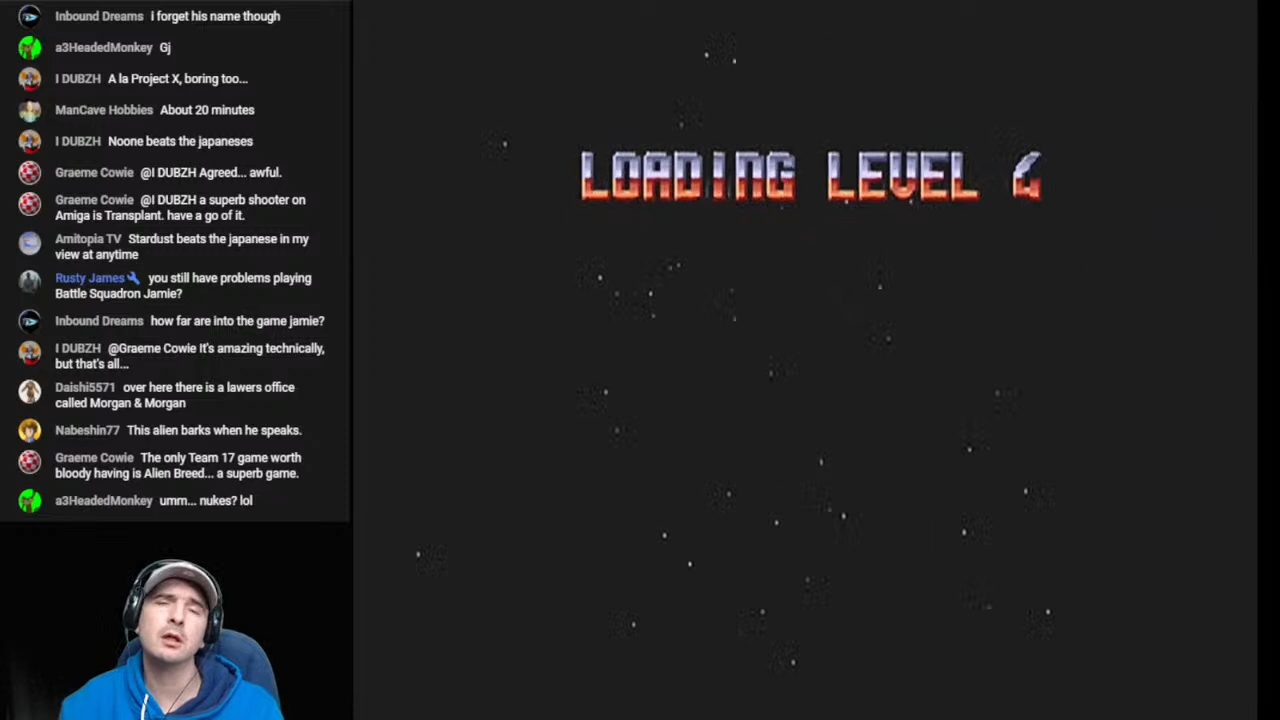 Inbound Dreams i forget his name though
a3HeadedMonkey Gj
I DUBZH A la Project X, boring too...
ManCave Hobbies About 20 minutes
I DUBZH Noone beats the japaneses
Graeme Cowie @I DUBZH Agreed... awful.
Graeme Cowie @I DUBZH a superb shooter on
Amiga is Transplant. have a go of it.
Amitopia TV Stardust beats the japanese in my
view at anytime
Rusty James you still have problems playing
Battle Squadron Jamie?
Inbound Dreams how far are into the game jamie?
I DUBZH @Graeme Cowie It's amazing technically,
but that's all...
Daishi5571 over here there is a lawers office
called Morgan & Morgan
Nabeshin77 This alien barks when he speaks.
Graeme Cowie The only Team 17 game worth
bloody having is Alien Breed... a superb game.
a3HeadedMonkey umm... nukes? lol
LOADING LEVEL 4